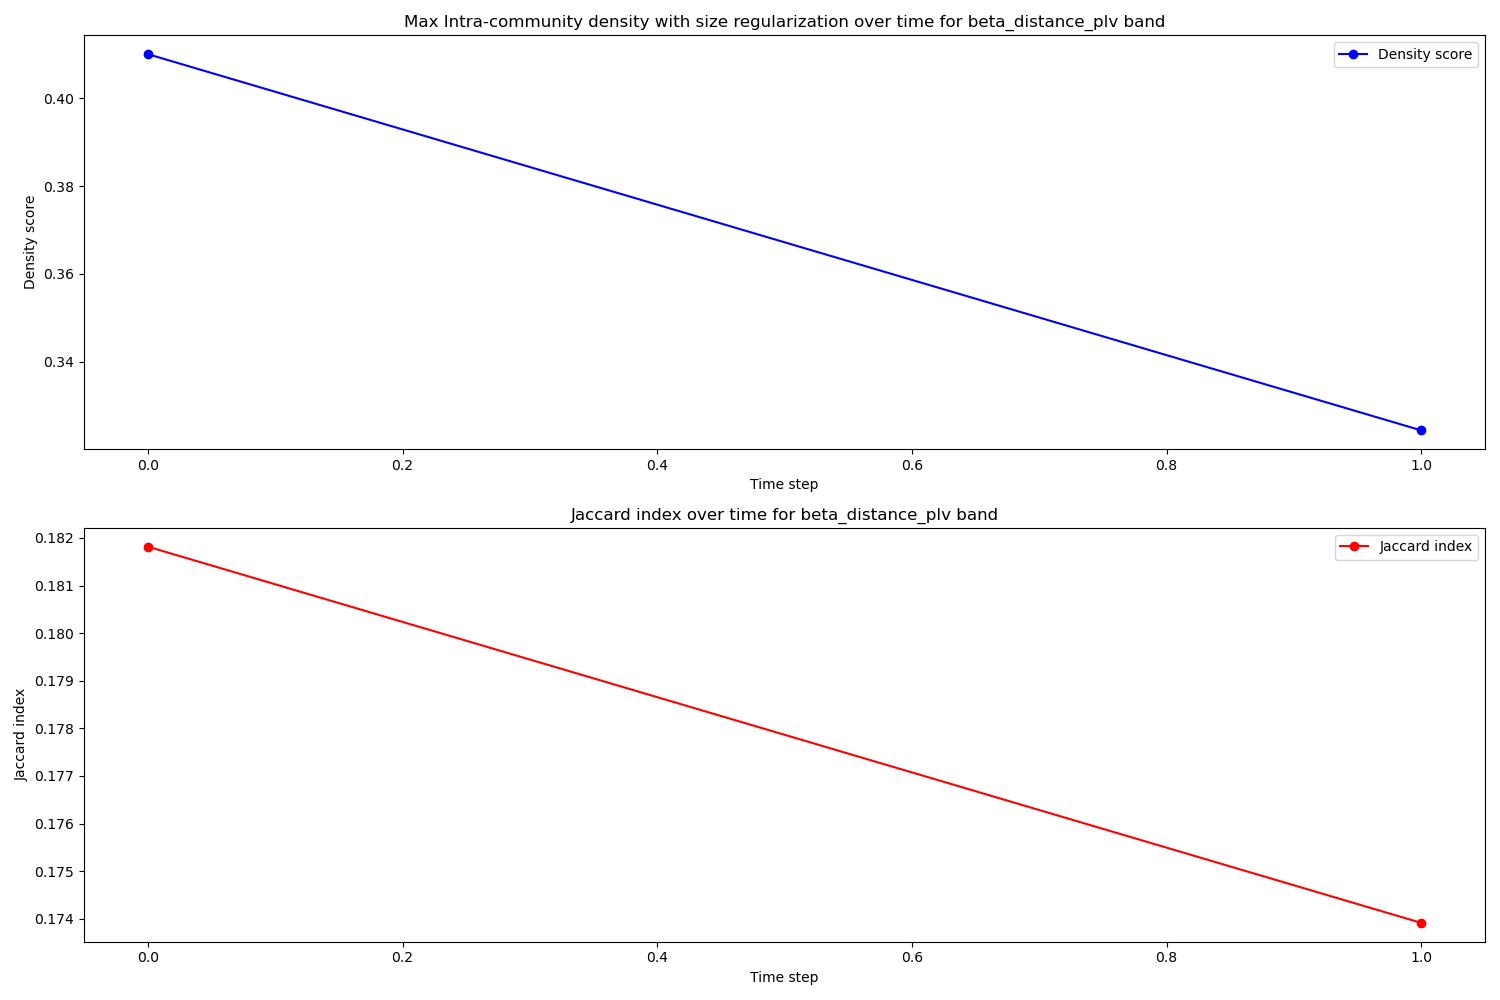 Max Intra-community density with size regularization over time for beta_distance_plv band
Density score
0.40
0.38
0.36
0.34
Density score
0.0 0.2 0.4 0.6 0.8 1.0
Time step
Jaccard index over time for beta_distance_plv band
Jaccard index
0.182
0.181
0.180
0.179
0.178
0.177
0.176
0.175
0.174
Jaccard index
0.0 0.2 0.4 0.6 0.8 1.0
Time step